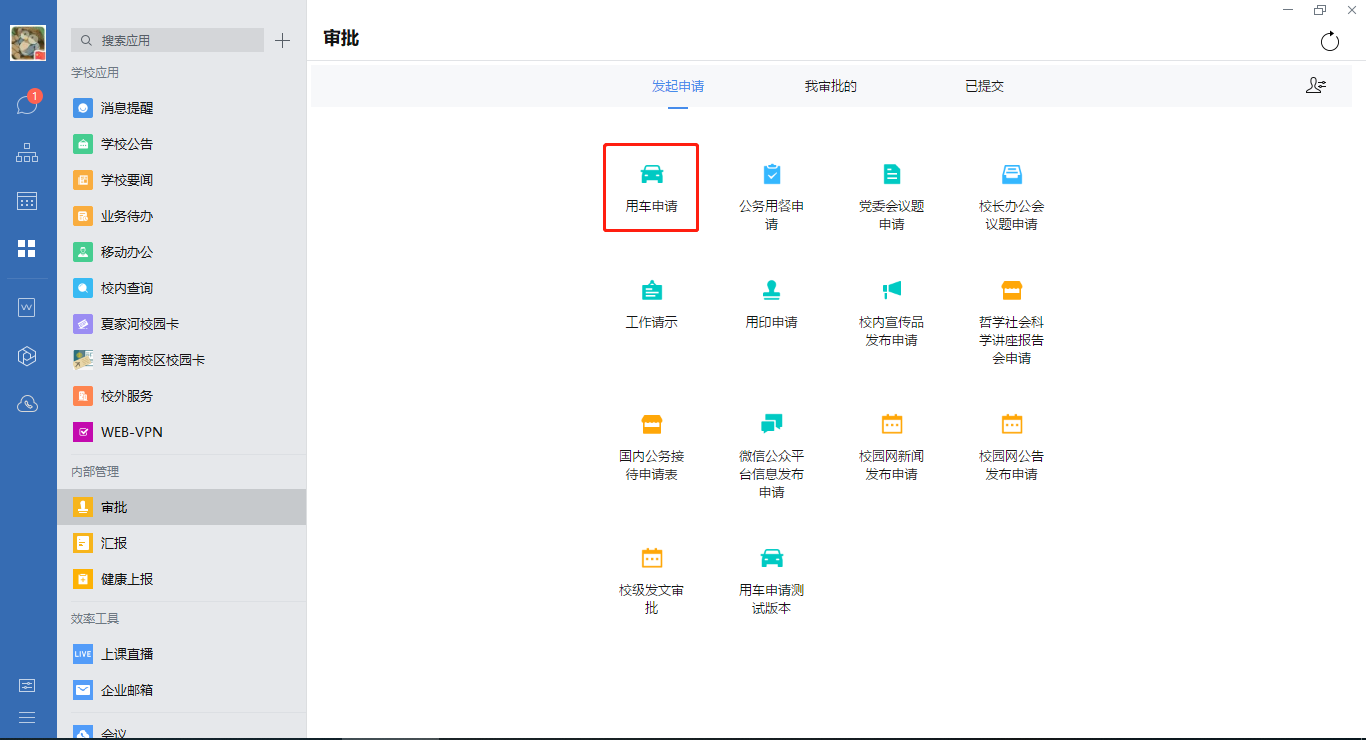 搜索应用
学校应用
1
消息提醒
学校公告
学校要闻
业务待办
移动办公
校内查询
夏家河校园卡
普湾南校区校园卡
校外服务
WEB-VPN
内部管理
审批
汇报
健康上报
效率工具
LIVE
上课直播
企业邮箱
会议
审批
发起申请
我审批的
已提交
用车申请
公务用餐申
请
党委会议题
申请
校长办公会
议题申请
工作请示
用印申请
校内宣传品
发布申请
哲学社会科
学讲座报告
会申请
国内公务接
待申请表
微信公众平
台信息发布
申请
校园网新闻
发布申请
校园网公告
发布申请
校级发文审
批
用车申请测
试版本